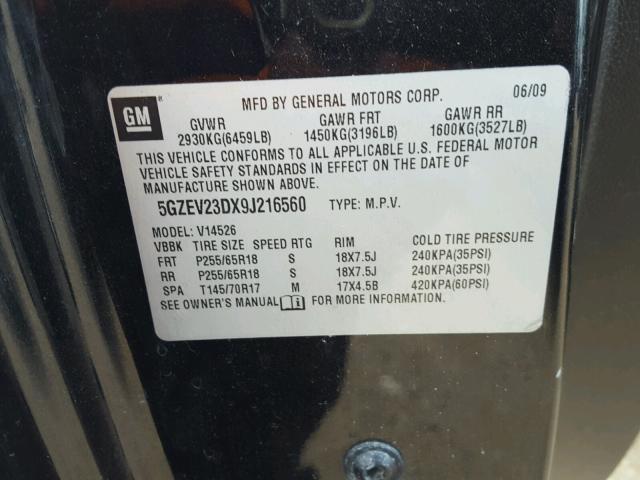 GM
MFD BY GENERAL MOTORS CORP. 06/09
GVWR GAWR FRT GAWR RR
2930KG(6459LB) 1450KG(3196LB) 1600KG(3527LB)
THIS VEHICLE CONFORMS TO ALL APPLICABLE U.S. FEDERAL MOTOR
VEHICLE SAFETY STANDARDS IN EFFECT ON THE DATE OF
MANUFACTURE SHOWN ABOVE.
5GZEV23DX9J216560 TYPE: M.P.V.
MODEL: V14526
VBBK TIRE SIZE SPEED RTG RIM COLD TIRE PRESSURE
FRT P255/65R18 S 18X7.5J 240KPA(35PSI)
RR P255/65R18 S 18X7.5J 240KPA(35PSI)
SPA T145/70R17 M 17X4.5B 420KPA(60PSI)
SEE OWNER'S MANUAL i FOR MORE INFORMATION.